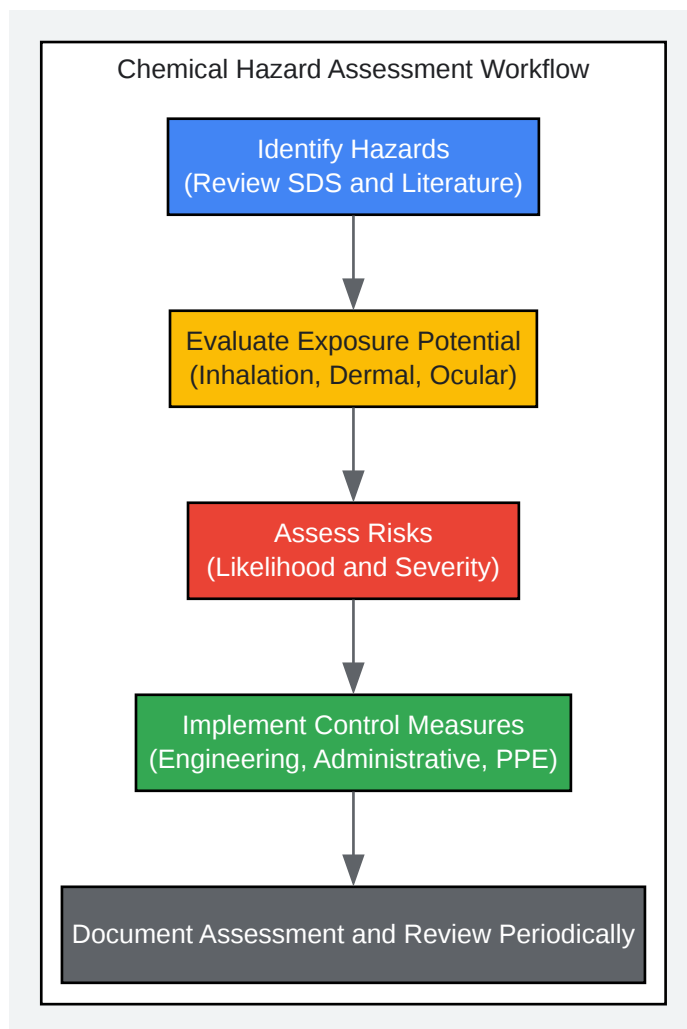 Chemical Hazard Assessment Workflow
Identify Hazards
(Review SDS and Literature)
Evaluate Exposure Potential
(Inhalation, Dermal, Ocular)
Assess Risks
(Likelihood and Severity)
Implement Control Measures
(Engineering, Administrative, PPE)
Document Assessment and Review Periodically